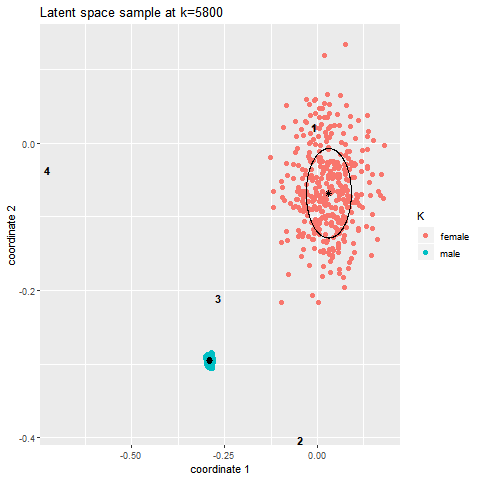 Latent space sample at k=5800
1
0.0
4
-0.2
3
-0.4
2
-0.50
-0.25
0.00
coordinate 1
coordinate 2
K
female
male